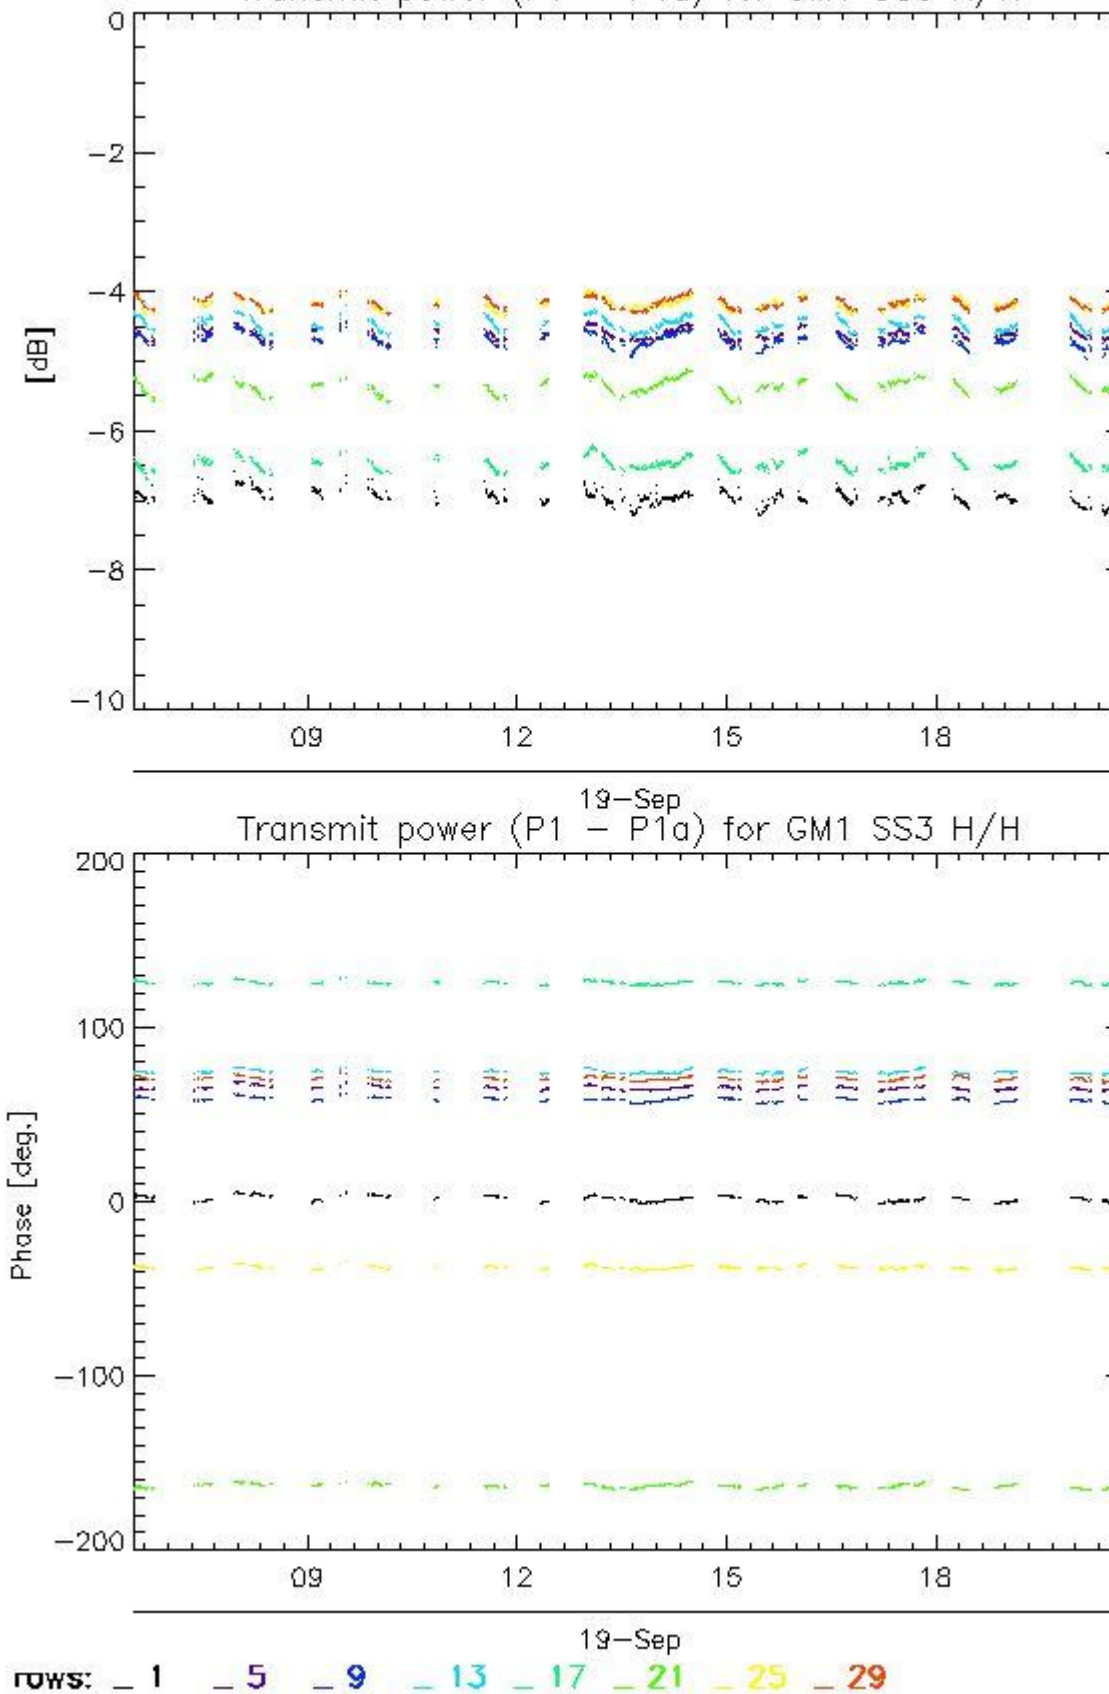 0
−2
−4
[dB]
−6
−8
−10
09 12 15 18
19−Sep
Transmit power (P1 − P1a) for GM1 SS3 H/H
200
100
Phase [deg.]
0
−100
−200
09 12 15 18
19−Sep
rows: _ 1 _ 5 _ 9 _ 13 _ 17 _ 21 _ 25 _ 29